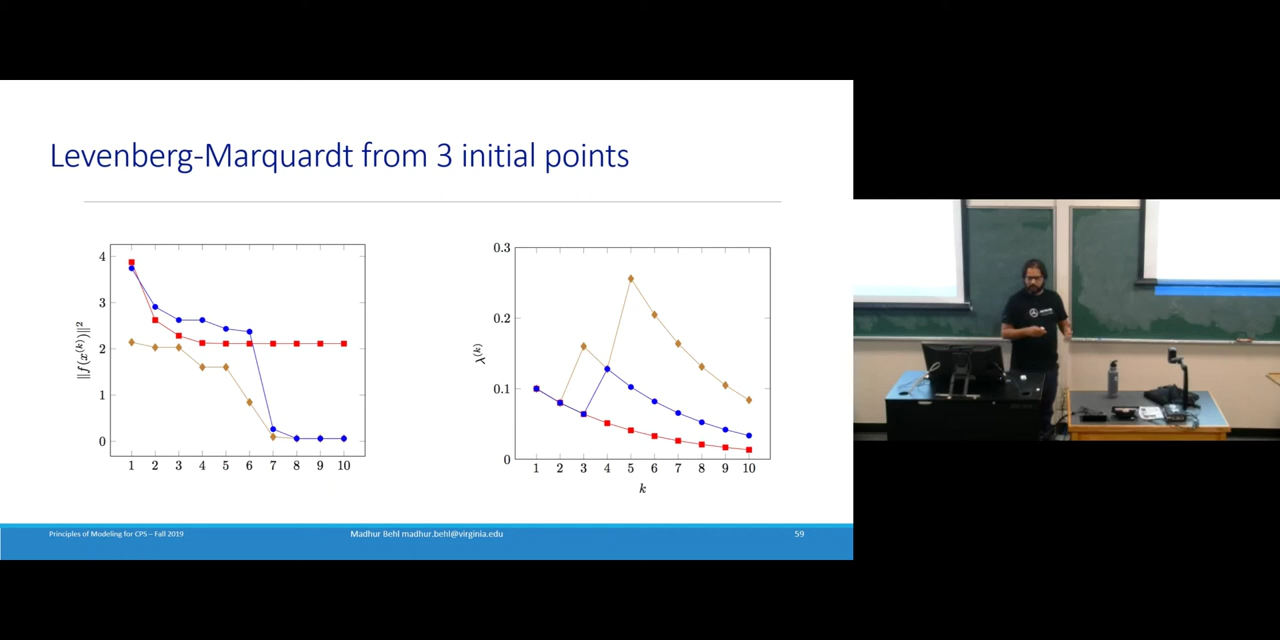 Levenberg-Marquardt from 3 initial points
4
3
2
1
0
‖f(x^(k))‖²
1 2 3 4 5 6 7 8 9 10
0.3
0.2
0.1
0
λ^(k)
1 2 3 4 5 6 7 8 9 10
k
Principles of Modeling for CPS – Fall 2019
Madhur Behl madhur.behl@virginia.edu
59